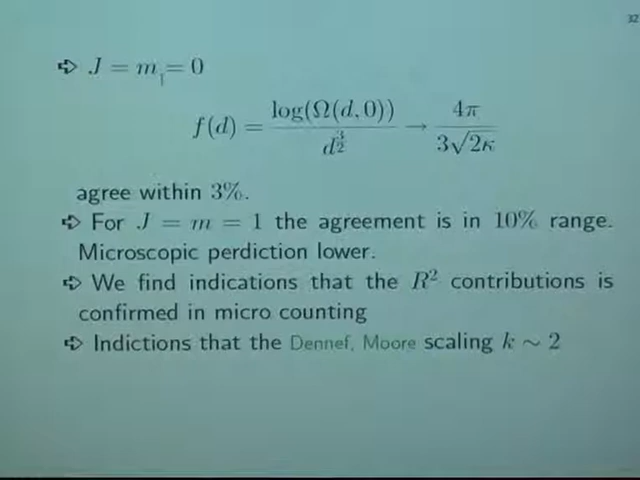 32
➪ J = m = 0
f(d) = log(Ω(d,0)) / d^{3/2} → 4π / 3√2κ
agree within 3%.
➪ For J = m = 1 the agreement is in 10% range.
Microscopic perdiction lower.
➪ We find indications that the R² contributions is
confirmed in micro counting
➪ Indictions that the Dennef, Moore scaling k ∼ 2